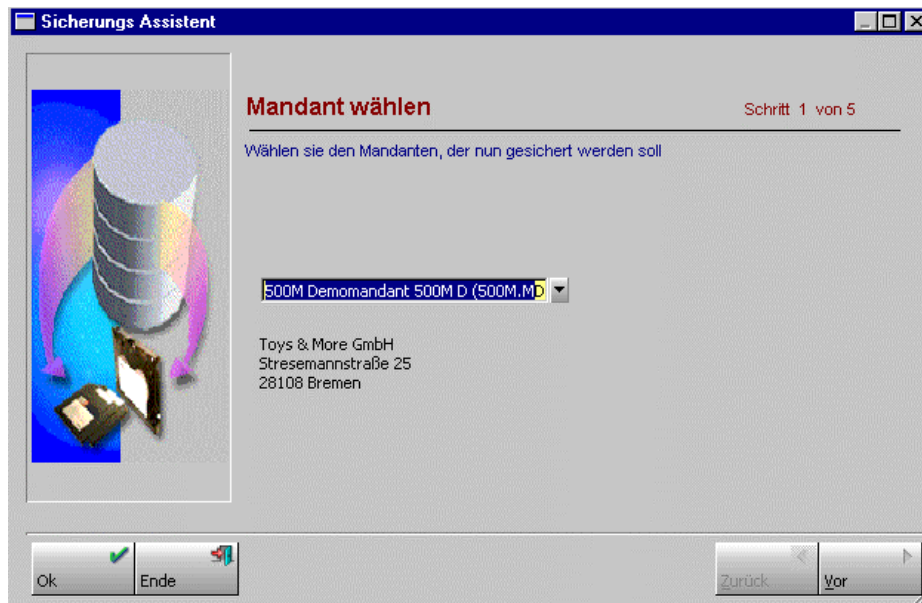 Sicherungs Assistent
Mandant wählen
Schritt 1 von 5
Wählen sie den Mandanten, der nun gesichert werden soll
500M Demomandant 500M D (500M.MD
Toys & More GmbH
Stresemannstraße 25
28108 Bremen
Ok
Ende
Zurück
Vor